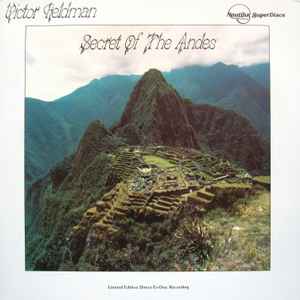 Victor Feldman
Secret Of The Andes
Nautilus SuperDiscs
Limited Edition Direct-To-Disc Recording